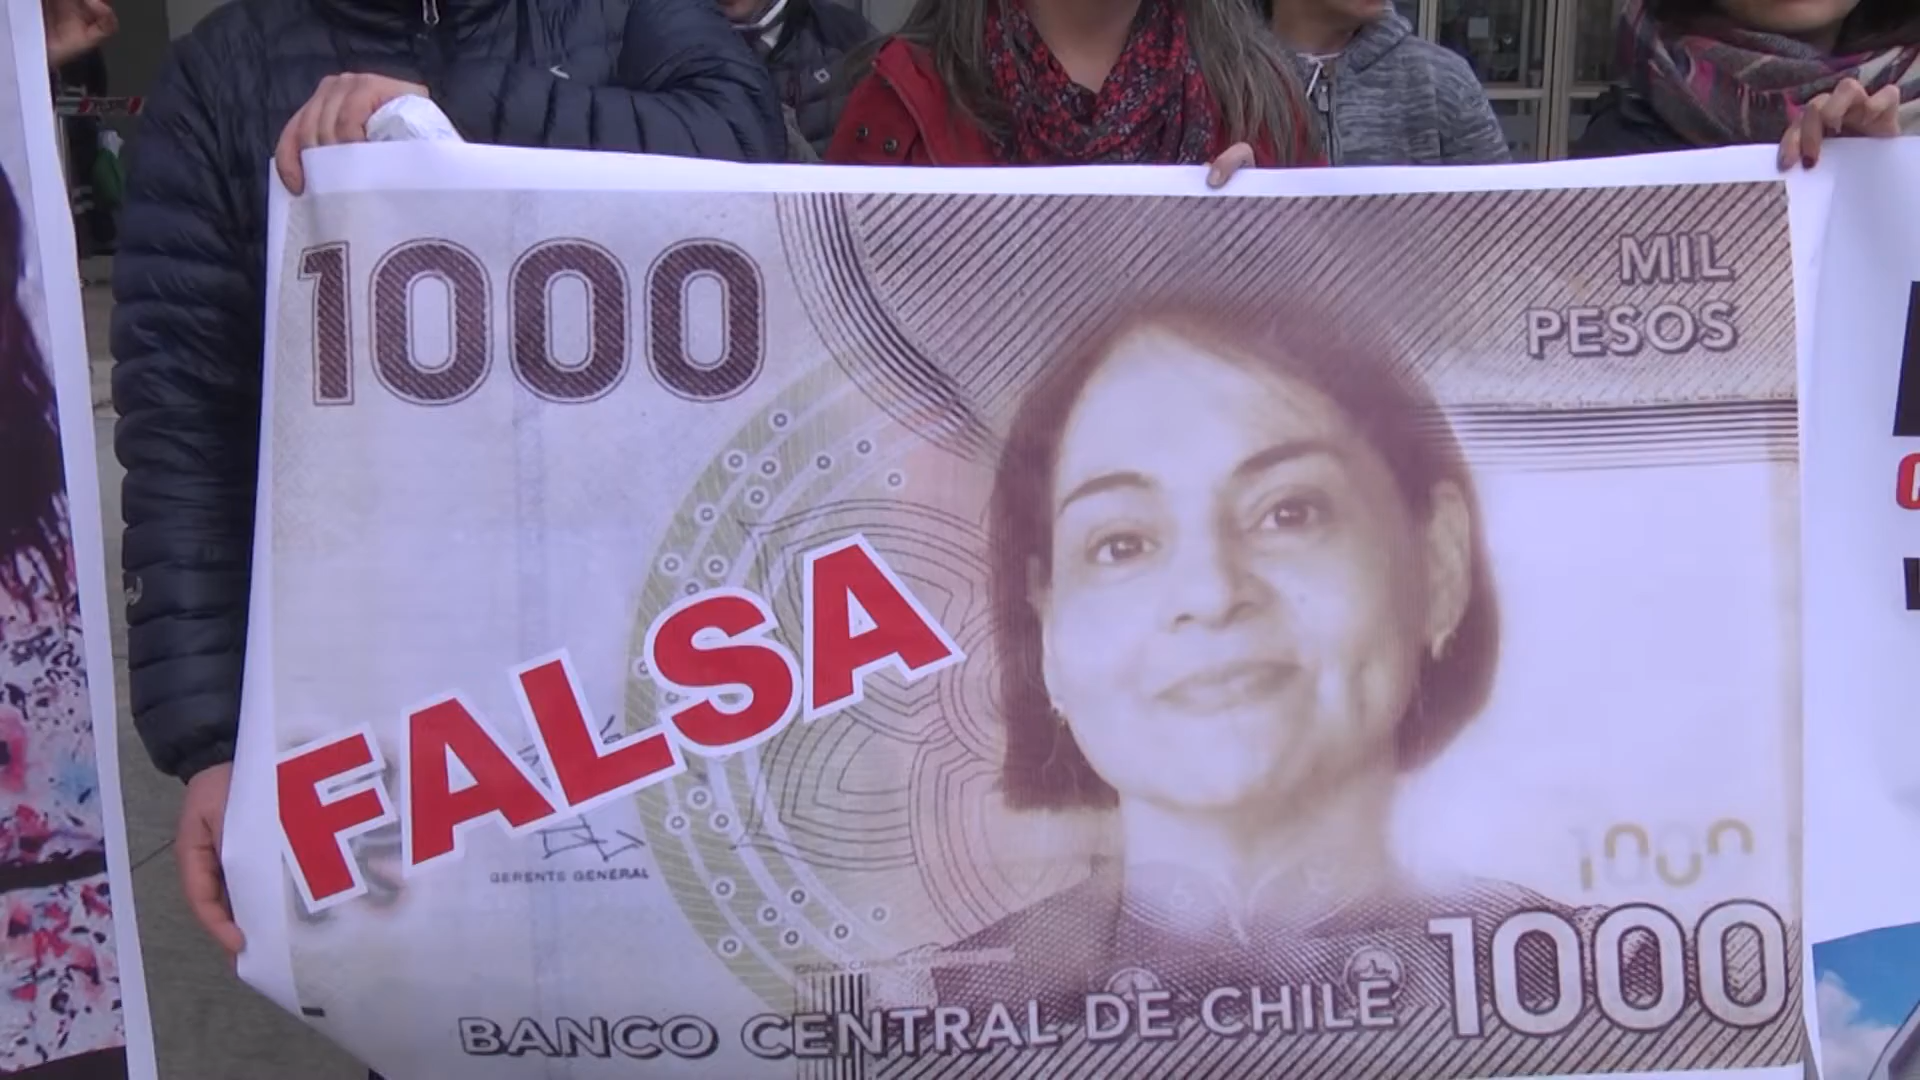 1000
MIL
PESOS
FALSA
GERENTE GENERAL
1000
1000
BANCO CENTRAL DE CHILE